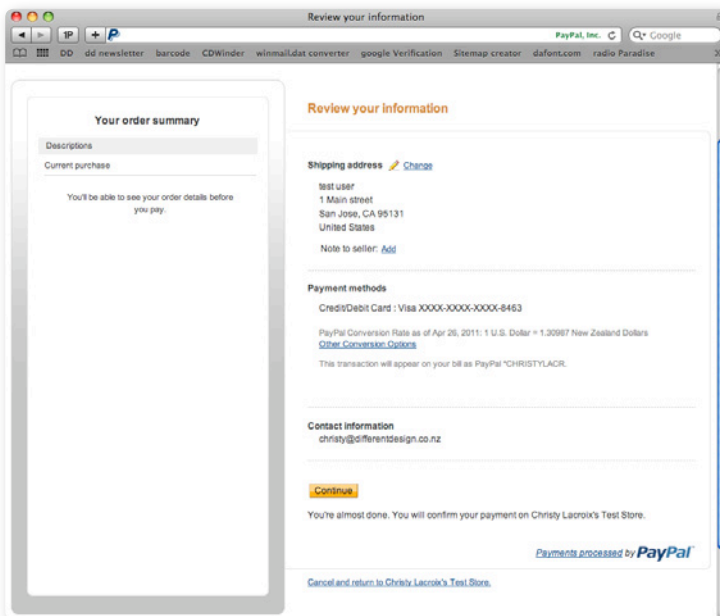 Review your information
1P
+
PayPal, Inc.
Google
DD dd newsletter barcode CDWinder winmail.dat converter google Verification Sitemap creator dafont.com radio Paradise
Your order summary
Descriptions
Current purchase
You'll be able to see your order details before
you pay.
Review your information
Shipping address Change
test user
1 Main street
San Jose, CA 95131
United States
Note to seller: Add
Payment methods
Credit/Debit Card : Visa XXXX-XXXX-XXXX-8463
PayPal Conversion Rate as of Apr 26, 2011: 1 U.S. Dollar = 1.30987 New Zealand Dollars
Other Conversion Options
This transaction will appear on your bill as PayPal *CHRISTYLACR.
Contact information
christy@differentdesign.co.nz
Continue
You're almost done. You will confirm your payment on Christy Lacroix's Test Store.
Payments processed by PayPal
Cancel and return to Christy Lacroix's Test Store.